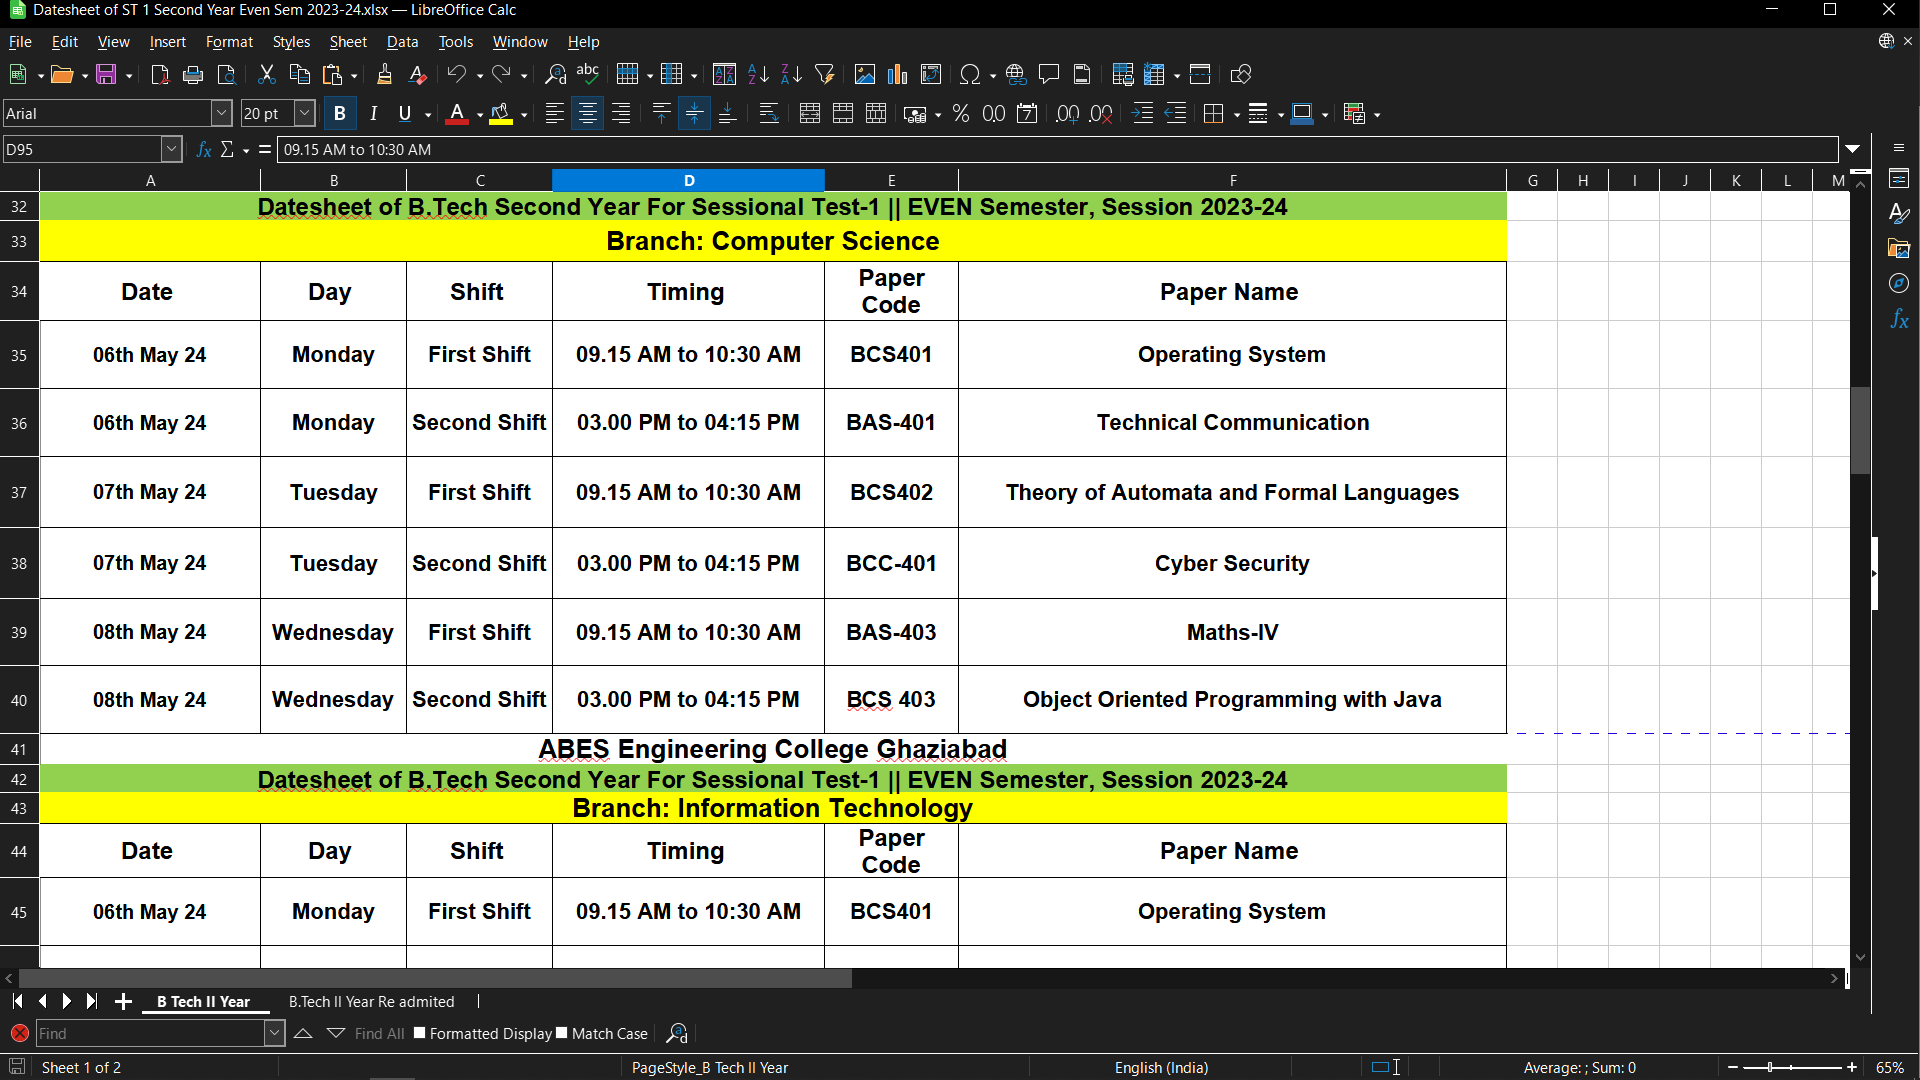 Datesheet of ST 1 Second Year Even Sem 2023-24.xlsx — LibreOffice Calc
File Edit View Insert Format Styles Sheet Data Tools Window Help
Arial 20 pt B I U A
D95 fx Σ = 09.15 AM to 10:30 AM
A B C D E F G H I J K L M
32 Datesheet of B.Tech Second Year For Sessional Test-1 || EVEN Semester, Session 2023-24
33 Branch: Computer Science
34 Date Day Shift Timing Paper Code Paper Name
35 06th May 24 Monday First Shift 09.15 AM to 10:30 AM BCS401 Operating System
36 06th May 24 Monday Second Shift 03.00 PM to 04:15 PM BAS-401 Technical Communication
37 07th May 24 Tuesday First Shift 09.15 AM to 10:30 AM BCS402 Theory of Automata and Formal Languages
38 07th May 24 Tuesday Second Shift 03.00 PM to 04:15 PM BCC-401 Cyber Security
39 08th May 24 Wednesday First Shift 09.15 AM to 10:30 AM BAS-403 Maths-IV
40 08th May 24 Wednesday Second Shift 03.00 PM to 04:15 PM BCS 403 Object Oriented Programming with Java
41 ABES Engineering College Ghaziabad
42 Datesheet of B.Tech Second Year For Sessional Test-1 || EVEN Semester, Session 2023-24
43 Branch: Information Technology
44 Date Day Shift Timing Paper Code Paper Name
45 06th May 24 Monday First Shift 09.15 AM to 10:30 AM BCS401 Operating System
B Tech II Year B.Tech II Year Re admited
Find Find All Formatted Display Match Case
Sheet 1 of 2 PageStyle_B Tech II Year English (India) Average: ; Sum: 0 65%